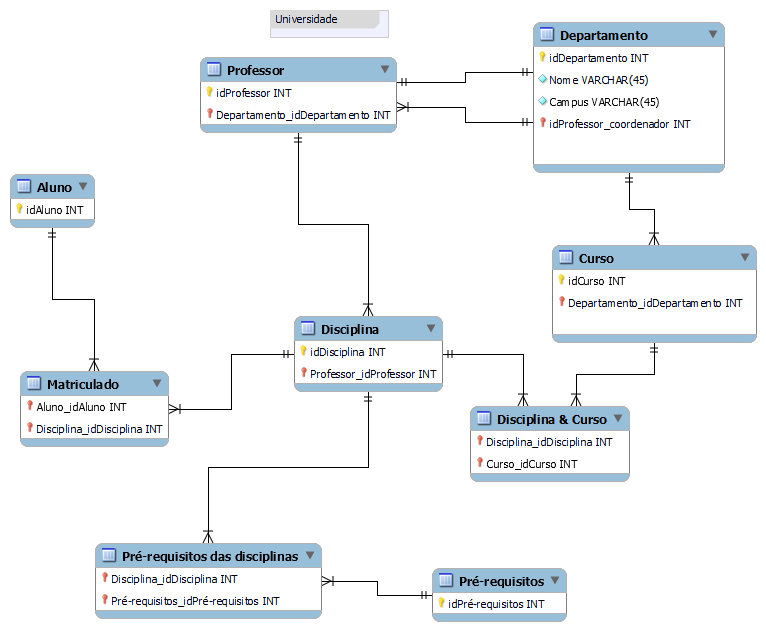 Universidade
Departamento
idDepartamento INT
Nome VARCHAR(45)
Campus VARCHAR(45)
idProfessor_coordenador INT
Professor
idProfessor INT
Departamento_idDepartamento INT
Aluno
idAluno INT
Curso
idCurso INT
Departamento_idDepartamento INT
Disciplina
idDisciplina INT
Professor_idProfessor INT
Matriculado
Aluno_idAluno INT
Disciplina_idDisciplina INT
Disciplina & Curso
Disciplina_idDisciplina INT
Curso_idCurso INT
Pré-requisitos das disciplinas
Disciplina_idDisciplina INT
Pré-requisitos_idPré-requisitos INT
Pré-requisitos
idPré-requisitos INT